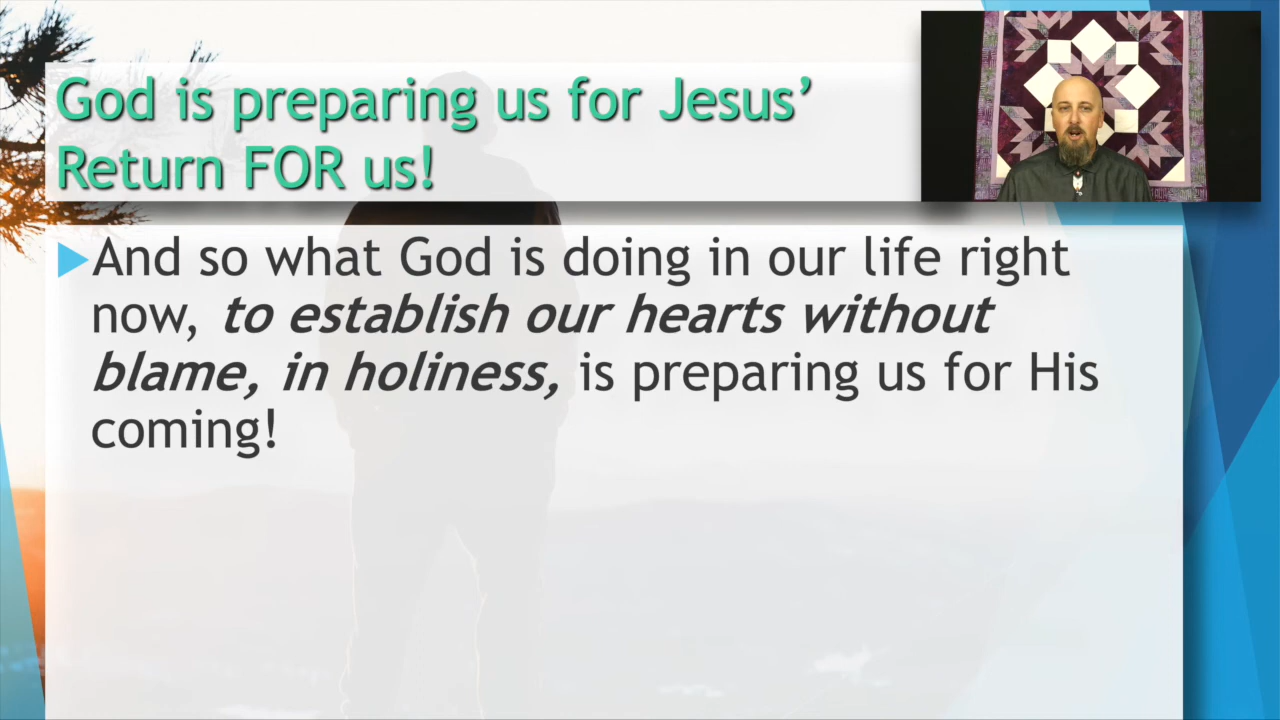 God is preparing us for Jesus’
Return FOR us!
And so what God is doing in our life right
now, to establish our hearts without
blame, in holiness, is preparing us for His
coming!